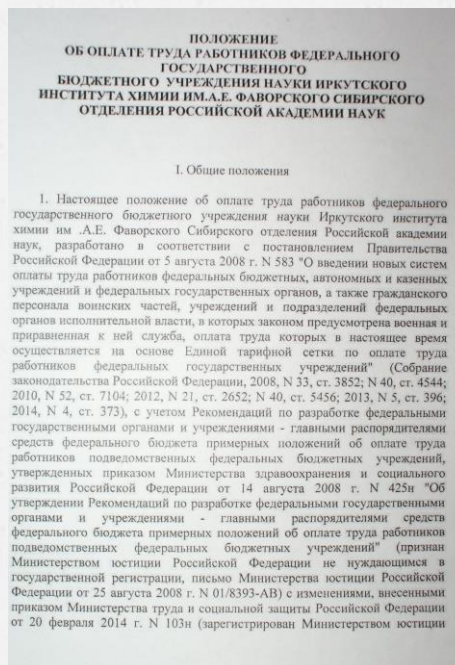 ПОЛОЖЕНИЕ
ОБ ОПЛАТЕ ТРУДА РАБОТНИКОВ ФЕДЕРАЛЬНОГО
ГОСУДАРСТВЕННОГО
БЮДЖЕТНОГО УЧРЕЖДЕНИЯ НАУКИ ИРКУТСКОГО
ИНСТИТУТА ХИМИИ ИМ.А.Е. ФАВОРСКОГО СИБИРСКОГО
ОТДЕЛЕНИЯ РОССИЙСКОЙ АКАДЕМИИ НАУК
I. Общие положения
1. Настоящее положение об оплате труда работников федерального
государственного бюджетного учреждения науки Иркутского института
химии им .А.Е. Фаворского Сибирского отделения Российской академии
наук, разработано в соответствии с постановлением Правительства
Российской Федерации от 5 августа 2008 г. N 583 "О введении новых систем
оплаты труда работников федеральных бюджетных, автономных и казенных
учреждений и федеральных государственных органов, а также гражданского
персонала воинских частей, учреждений и подразделений федеральных
органов исполнительной власти, в которых законом предусмотрена военная и
приравненная к ней служба, оплата труда которых в настоящее время
осуществляется на основе Единой тарифной сетки по оплате труда
работников федеральных государственных учреждений" (Собрание
законодательства Российской Федерации, 2008, N 33, ст. 3852; N 40, ст. 4544;
2010, N 52, ст. 7104; 2012, N 21, ст. 2652; N 40, ст. 5456; 2013, N 5, ст. 396;
2014, N 4, ст. 373), с учетом Рекомендаций по разработке федеральными
государственными органами и учреждениями - главными распорядителями
средств федерального бюджета примерных положений об оплате труда
работников подведомственных федеральных бюджетных учреждений,
утвержденных приказом Министерства здравоохранения и социального
развития Российской Федерации от 14 августа 2008 г. N 425н "Об
утверждении Рекомендаций по разработке федеральными государственными
органами и учреждениями - главными распорядителями средств
федерального бюджета примерных положений об оплате труда работников
подведомственных федеральных бюджетных учреждений" (признан
Министерством юстиции Российской Федерации не нуждающимся в
государственной регистрации, письмо Министерства юстиции Российской
Федерации от 25 августа 2008 г. N 01/8393-АВ) с изменениями, внесенными
приказом Министерства труда и социальной защиты Российской Федерации
от 20 февраля 2014 г. N 103н (зарегистрирован Министерством юстиции